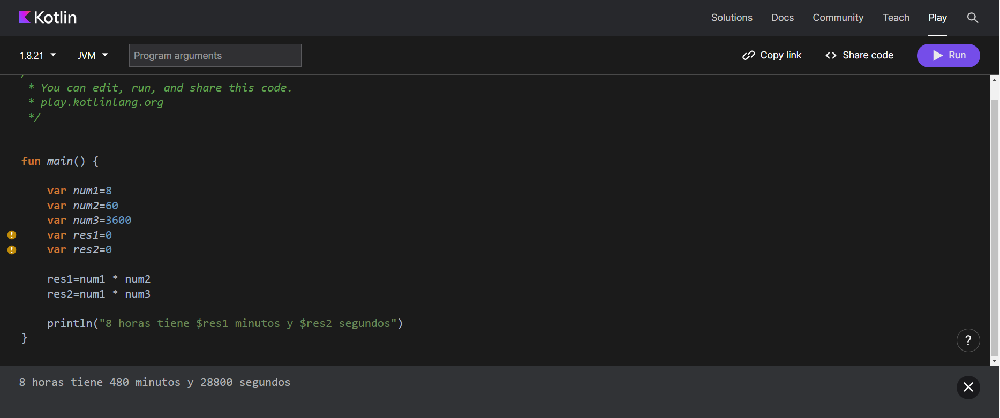 Kotlin
Solutions Docs Community Teach Play
1.8.21 JVM Program arguments Copy link <> Share code Run
* You can edit, run, and share this code.
* play.kotlinlang.org
*/
fun main() {
var num1=8
var num2=60
var num3=3600
var res1=0
var res2=0
res1=num1 * num2
res2=num1 * num3
println("8 horas tiene $res1 minutos y $res2 segundos")
}
?
8 horas tiene 480 minutos y 28800 segundos